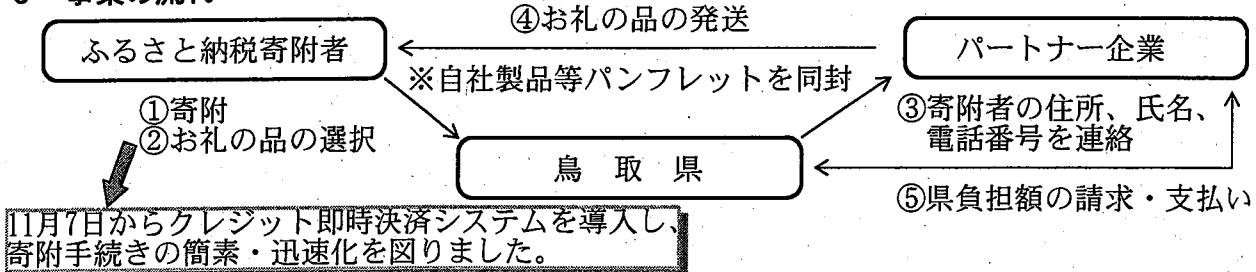 ④お礼の品の発送
ふるさと納税寄附者
パートナー企業
※自社製品等パンフレットを同封
①寄附
②お礼の品の選択
③寄附者の住所、氏名、
電話番号を連絡
鳥取県
⑤県負担額の請求・支払い
11月7日からクレジット即時決済システムを導入し、
寄附手続きの簡素・迅速化を図りました。